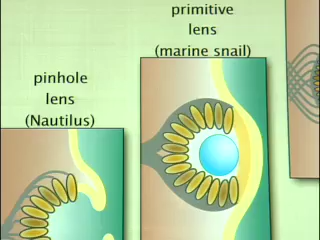 primitive
lens
(marine snail)
pinhole
lens
(Nautilus)